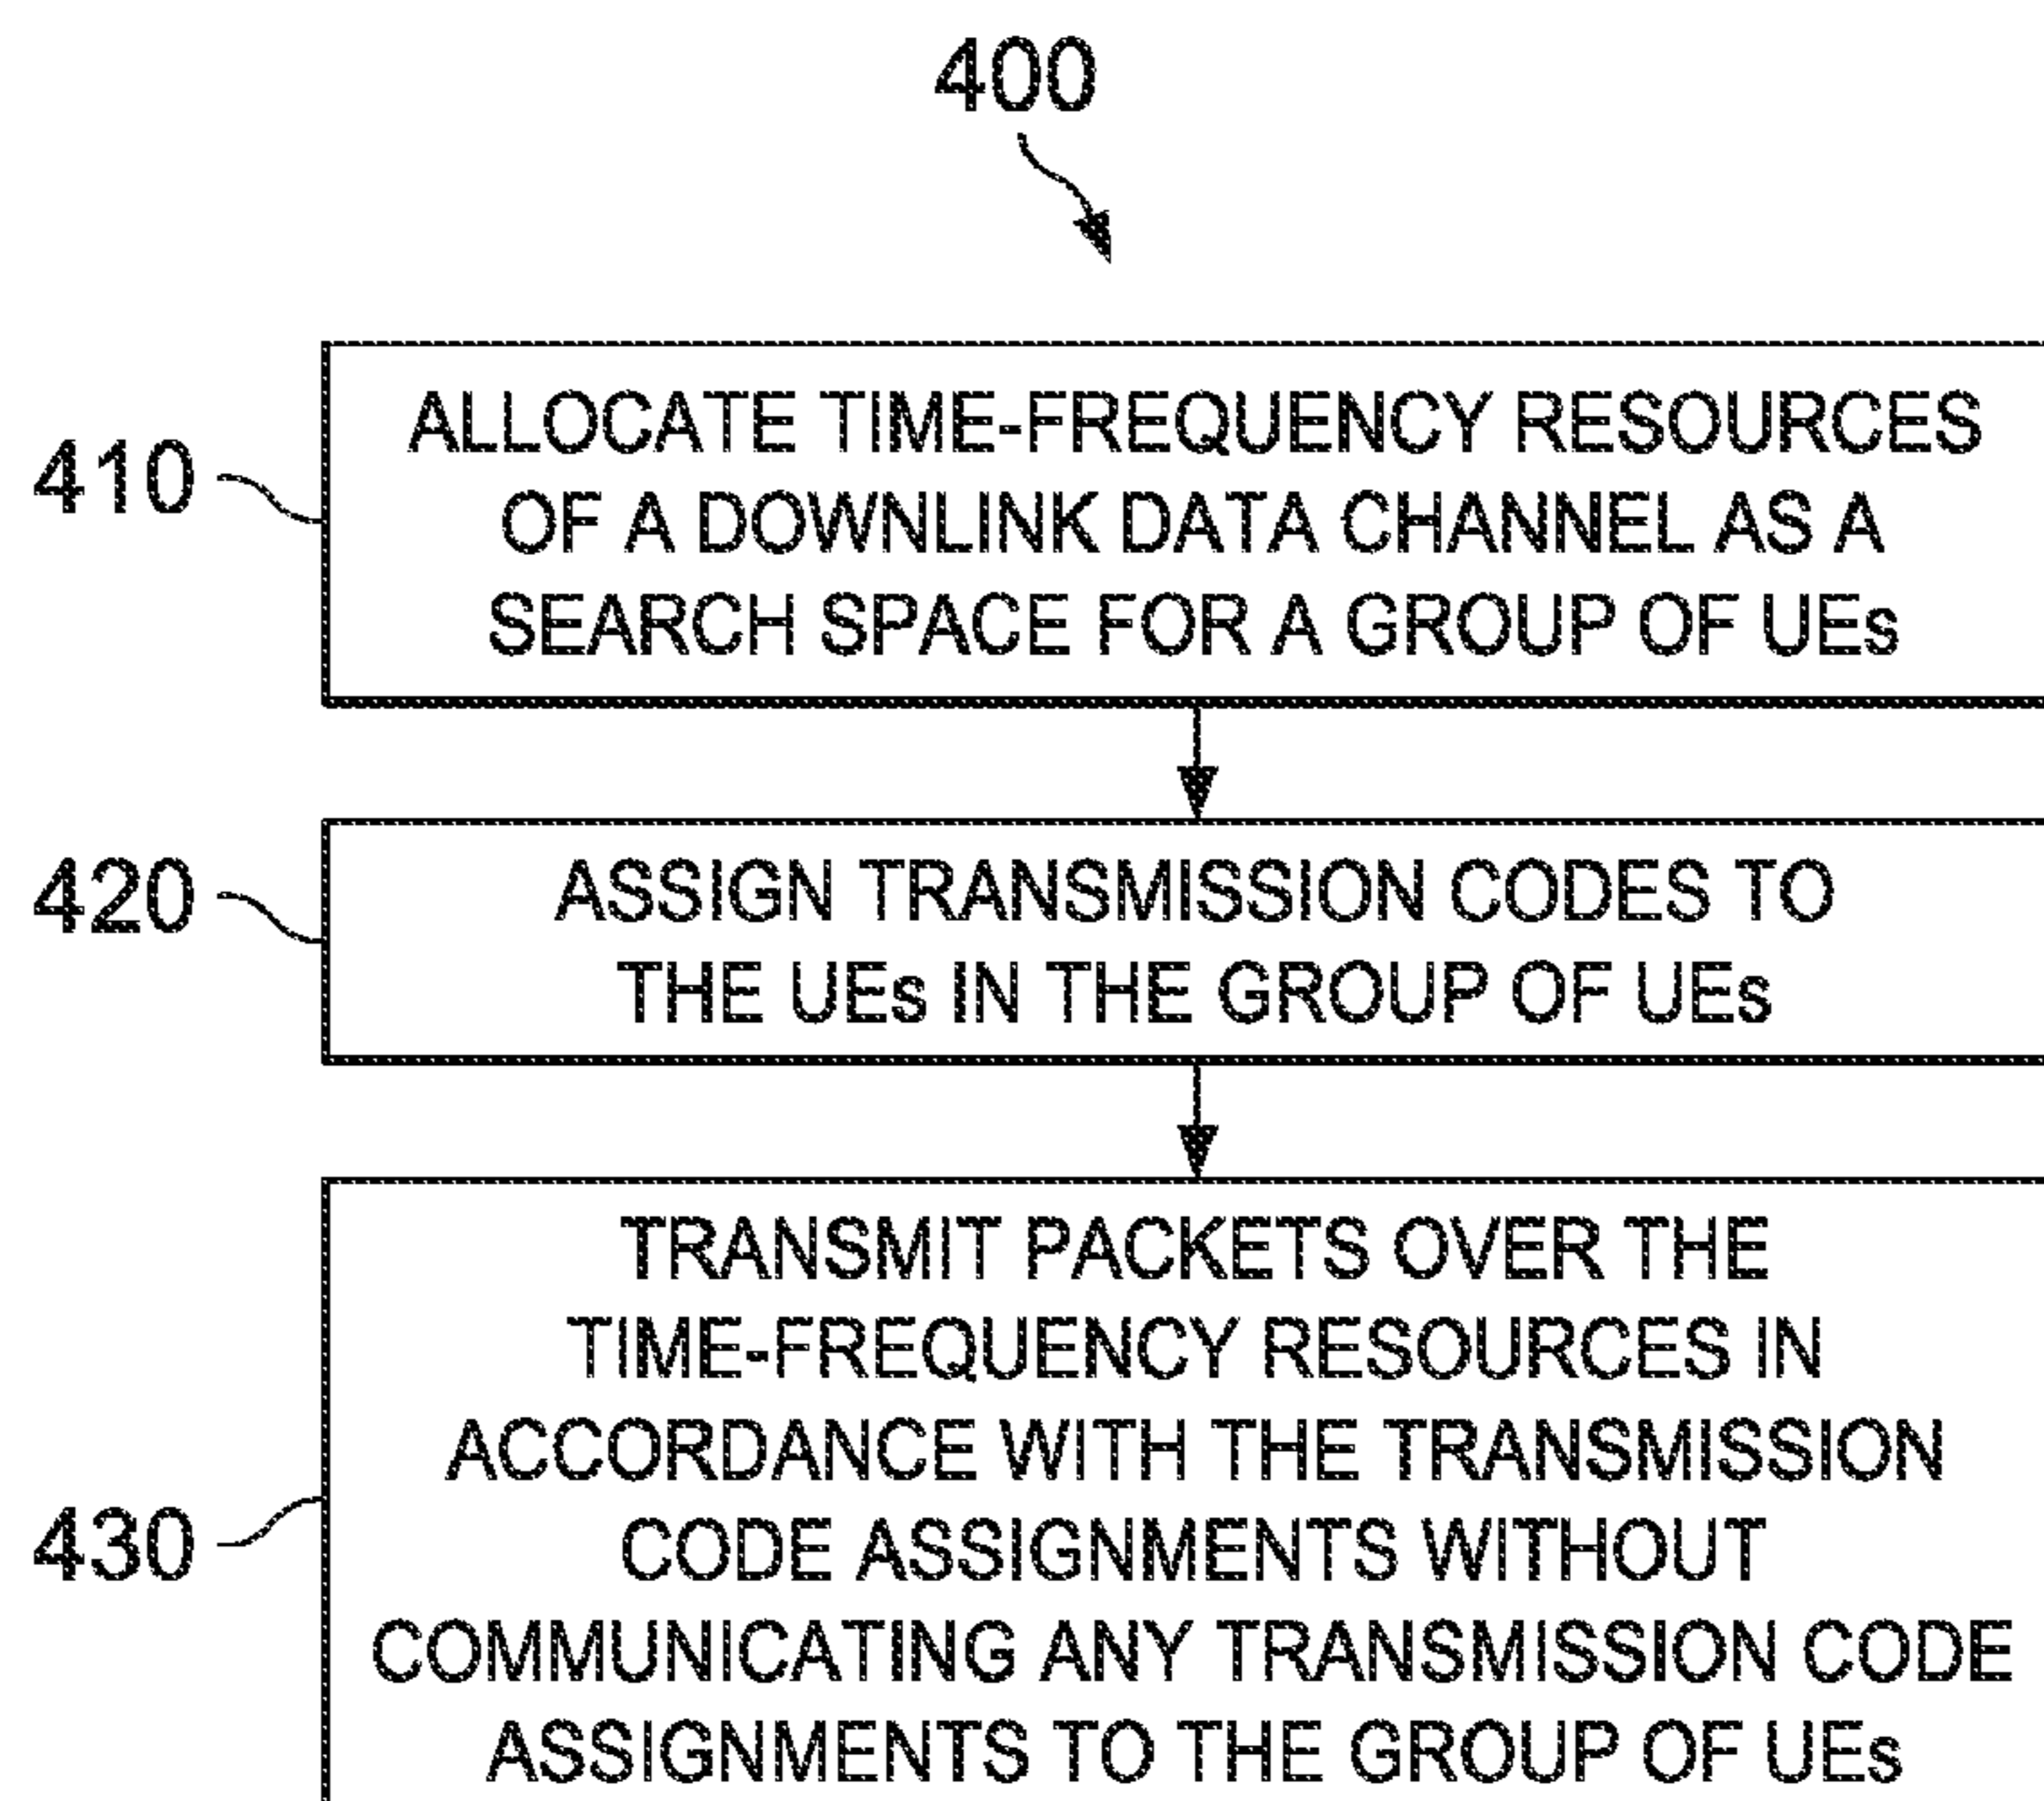 400
410
ALLOCATE TIME-FREQUENCY RESOURCES
OF A DOWNLINK DATA CHANNEL AS A
SEARCH SPACE FOR A GROUP OF UEs
420
ASSIGN TRANSMISSION CODES TO
THE UEs IN THE GROUP OF UEs
430
TRANSMIT PACKETS OVER THE
TIME-FREQUENCY RESOURCES IN
ACCORDANCE WITH THE TRANSMISSION
CODE ASSIGNMENTS WITHOUT
COMMUNICATING ANY TRANSMISSION CODE
ASSIGNMENTS TO THE GROUP OF UEs